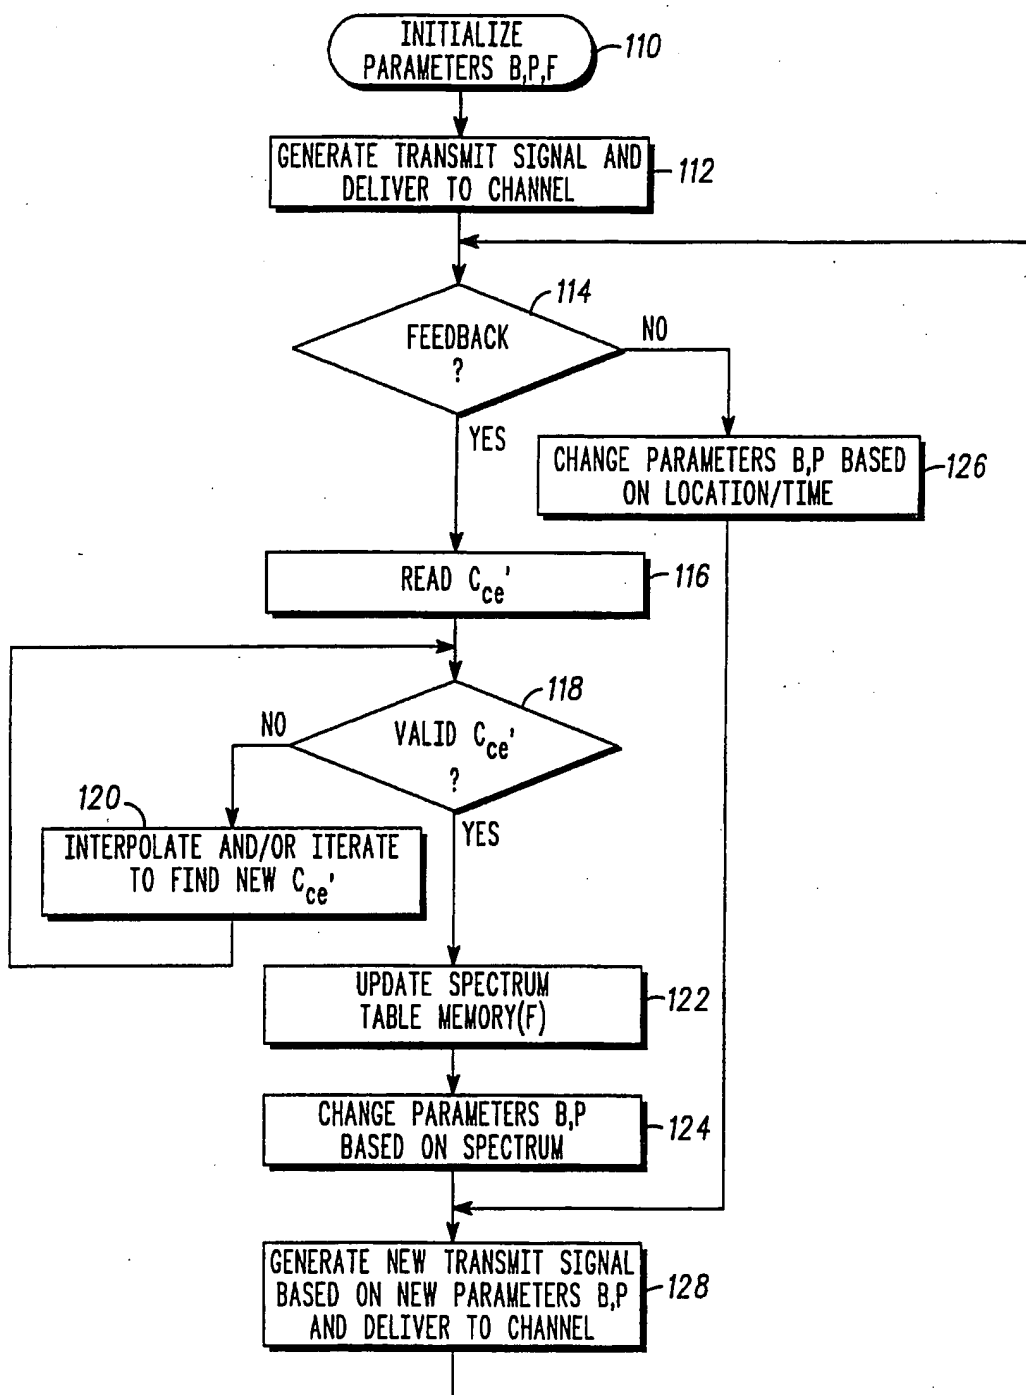 INITIALIZE
PARAMETERS B,P,F
110
GENERATE TRANSMIT SIGNAL AND
DELIVER TO CHANNEL
112
114
FEEDBACK
?
NO
YES
CHANGE PARAMETERS B,P BASED
ON LOCATION/TIME
126
READ Cce'
116
118
NO
VALID Cce'
?
YES
120
INTERPOLATE AND/OR ITERATE
TO FIND NEW Cce'
UPDATE SPECTRUM
TABLE MEMORY(F)
122
CHANGE PARAMETERS B,P
BASED ON SPECTRUM
124
GENERATE NEW TRANSMIT SIGNAL
BASED ON NEW PARAMETERS B,P
AND DELIVER TO CHANNEL
128